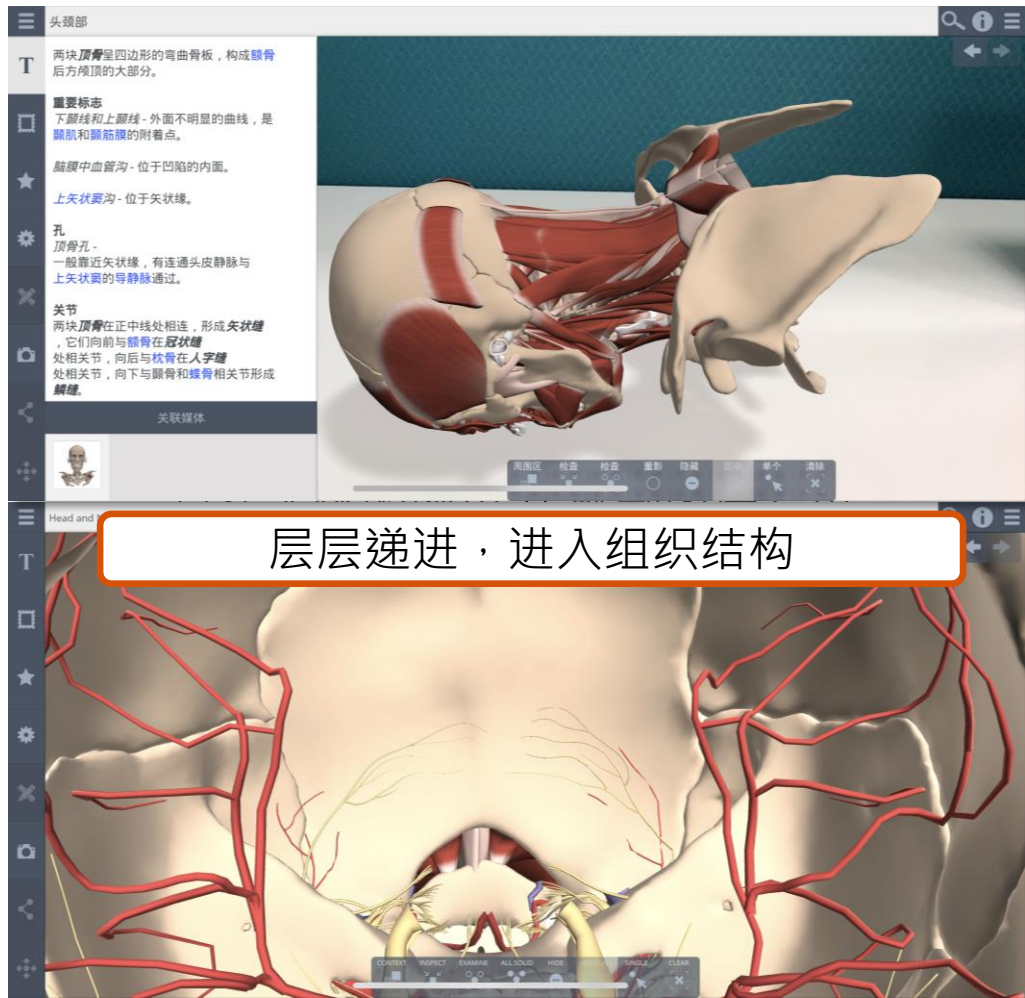 头颈部
T
两块顶骨呈四边形的弯曲骨板，构成额骨
后方颅顶的大部分。
重要标志
下颞线和上颞线 - 外面不明显的曲线，是
颞肌和颞筋膜的附着点。
脑膜中血管沟 - 位于凹陷的内面。
上矢状窦沟 - 位于矢状缘。
孔
顶骨孔 -
一般靠近矢状缘，有连通头皮静脉与
上矢状窦的导静脉通过。
关节
两块顶骨在正中线处相连，形成矢状缝
，它们向前与额骨在冠状缝
处相关节，向后与枕骨在人字缝
处相关节，向下与颞骨和蝶骨相关节形成
鳞缝。
关联媒体
周围区 检查 检查 重影 隐藏 居中 单个 清除
Head and
层层递进，进入组织结构
T
CONTEXT INSPECT EXAMINE ALL SOLID HIDE SINGLE CLEAR